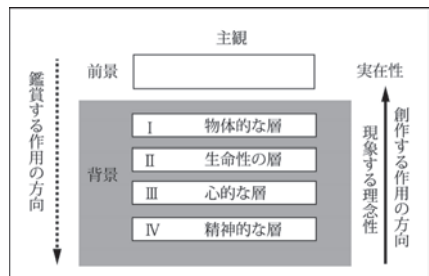 主観
前景
実在性
背景
Ⅰ 物体的な層
Ⅱ 生命性の層
Ⅲ 心的な層
Ⅳ 精神的な層
鑑賞する作用の方向
創作する作用の方向
現象する理念性